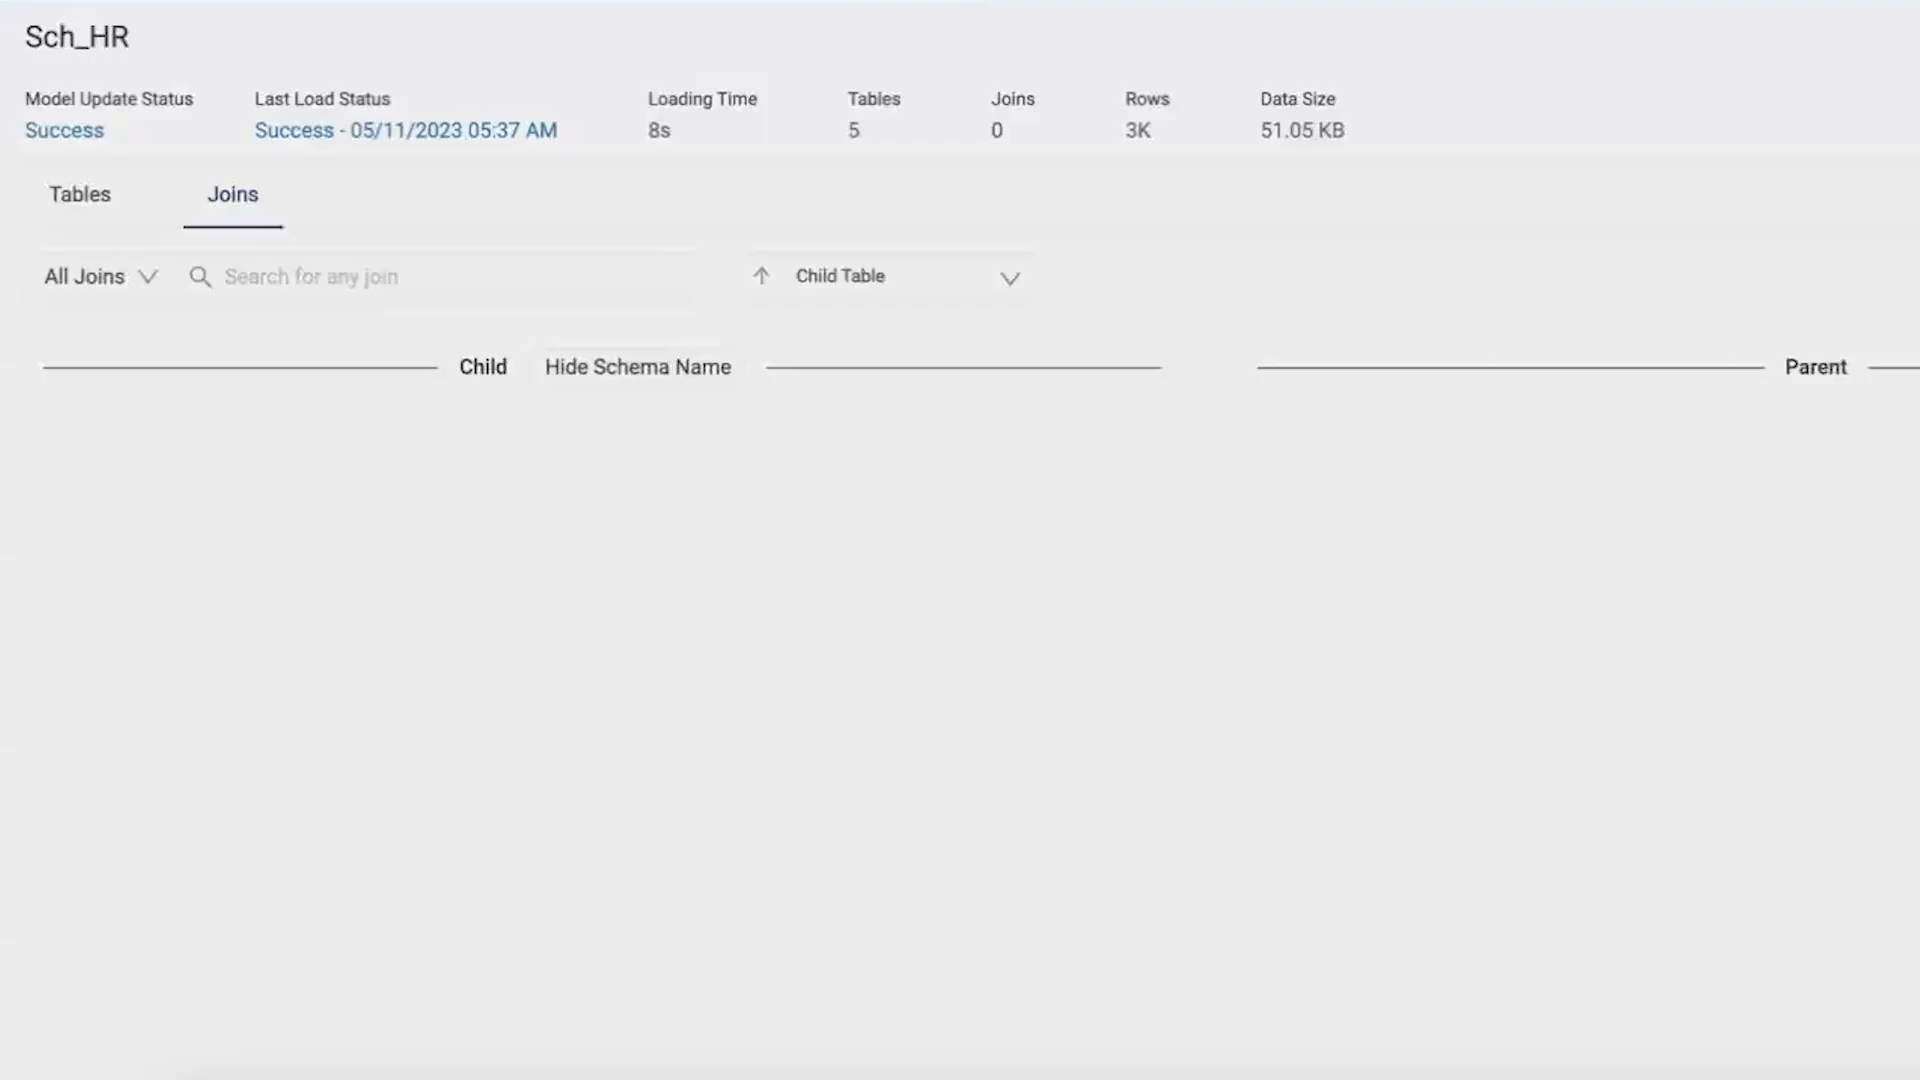 Sch_HR
Model Update Status Last Load Status Loading Time Tables Joins Rows Data Size
Success Success - 05/11/2023 05:37 AM 8s 5 0 3K 51.05 KB
Tables Joins
All Joins Search for any join Child Table
Child Hide Schema Name Parent